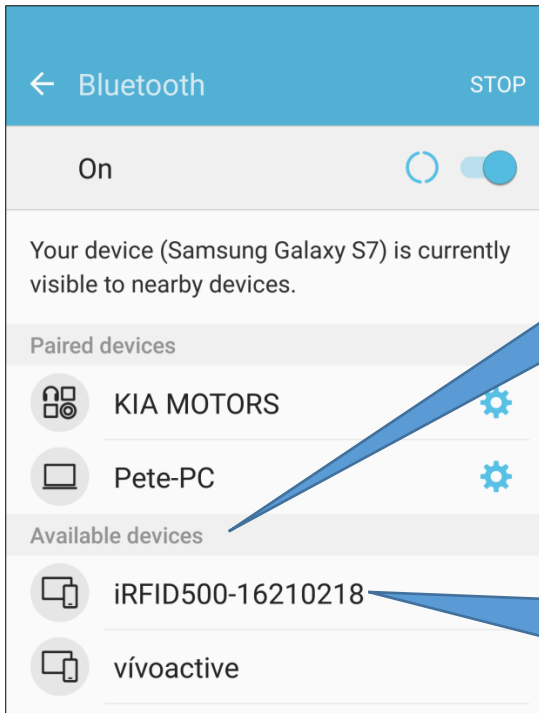 Bluetooth STOP
On
Your device (Samsung Galaxy S7) is currently
visible to nearby devices.
Paired devices
KIA MOTORS
Pete-PC
Available devices
iRFID500-16210218
vívoactive